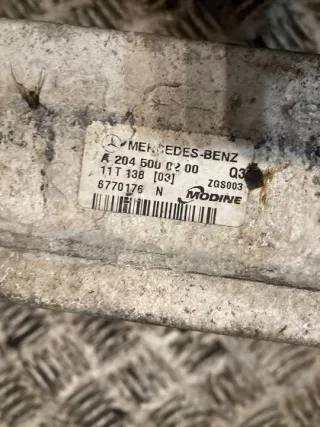 MERCEDES-BENZ
A 204 500 02 00 Q3
11T 138 [03] ZGS003
6770176 N MODINE